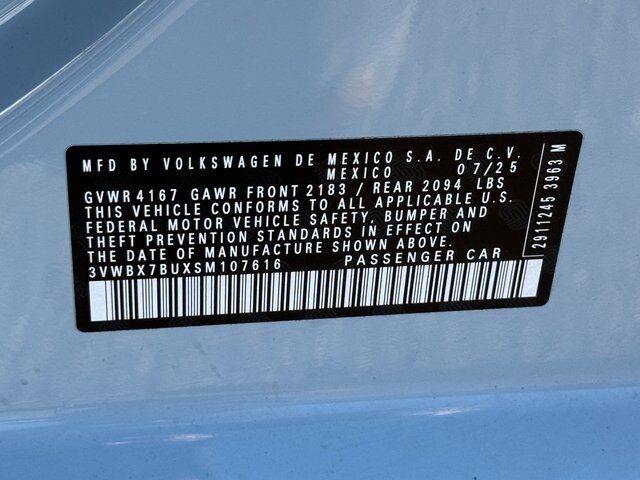 MFD BY VOLKSWAGEN DE MEXICO S.A. DE C.V.
MEXICO 07/25
GVWR 4167 GAWR FRONT 2183 / REAR 2094 LBS
THIS VEHICLE CONFORMS TO ALL APPLICABLE U.S.
FEDERAL MOTOR VEHICLE SAFETY, BUMPER AND
THEFT PREVENTION STANDARDS IN EFFECT ON
THE DATE OF MANUFACTURE SHOWN ABOVE.
3VWBX7BUXSM107616 PASSENGER CAR
2911245 3963 M